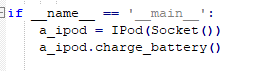 if __name__ == '__main__':
    a_ipod = IPod(Socket())
    a_ipod.charge_battery()